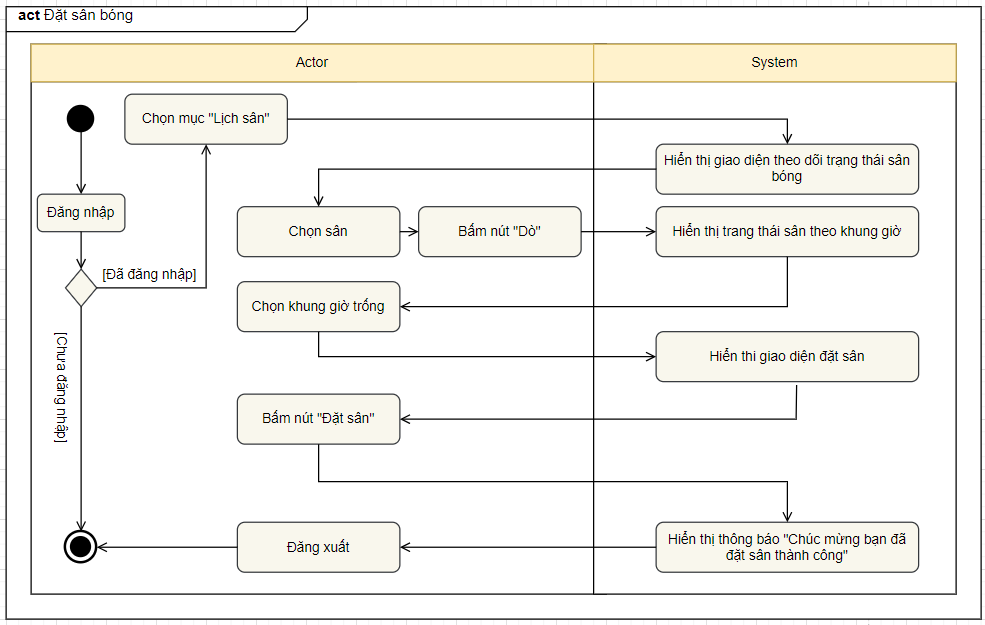 act Đặt sân bóng
Actor
System
Chọn mục "Lịch sân"
Hiển thị giao diện theo dõi trạng thái sân
bóng
Đăng nhập
Chọn sân
Bấm nút "Dò"
Hiển thị trang thái sân theo khung giờ
[Đã đăng nhập]
Chọn khung giờ trống
[Chưa đăng nhập]
Hiển thi giao diện đặt sân
Bấm nút "Đặt sân"
Đăng xuất
Hiển thị thông báo "Chúc mừng bạn đã
đặt sân thành công"